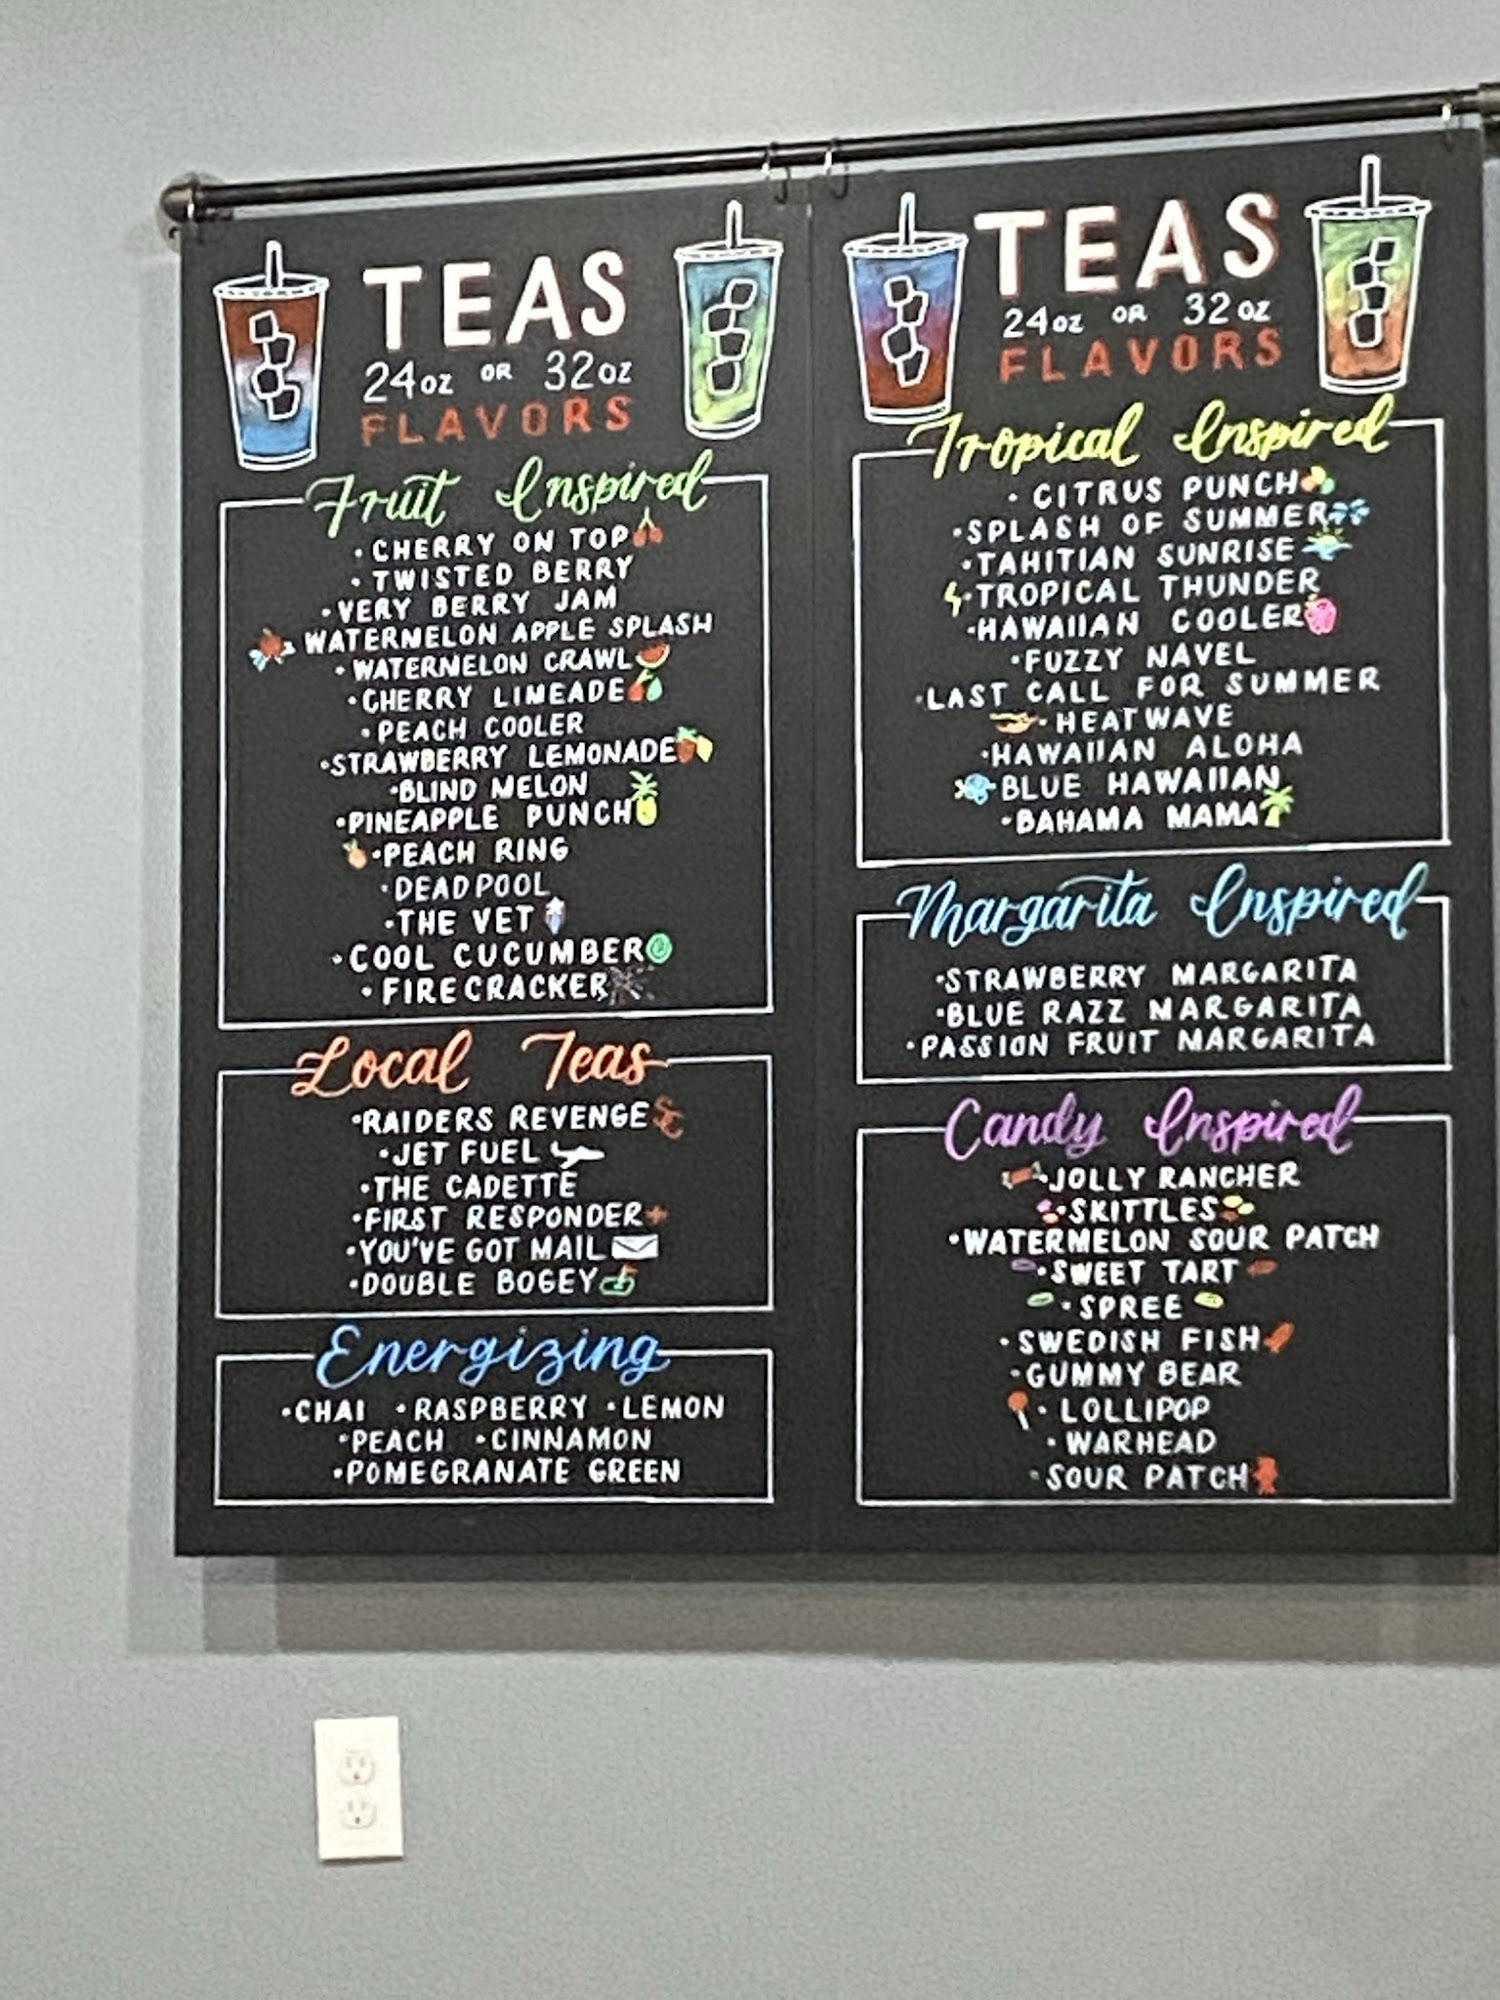 TEAS
24oz OR 32oz
FLAVORS
Fruit Inspired
• CHERRY ON TOP
• TWISTED BERRY
• VERY BERRY JAM
WATERMELON APPLE SPLASH
• WATERMELON CRAWL
• CHERRY LIMEADE
• PEACH COOLER
• STRAWBERRY LEMONADE
• BLIND MELON
• PINEAPPLE PUNCH
• PEACH RING
• DEADPOOL
• THE VET
• COOL CUCUMBER
• FIRECRACKER
Local Teas
• RAIDERS REVENGE SC
• JET FUEL
• THE CADETTE
• FIRST RESPONDER
• YOU'VE GOT MAIL
• DOUBLE BOGEY
Energizing
• CHAI • RASPBERRY • LEMON
• PEACH • CINNAMON
• POMEGRANATE GREEN
TEAS
24oz OR 32oz
FLAVORS
Tropical Inspired
• CITRUS PUNCH
• SPLASH OF SUMMER
• TAHITIAN SUNRISE
• TROPICAL THUNDER
• HAWAIIAN COOLER
• FUZZY NAVEL
• LAST CALL FOR SUMMER
• HEATWAVE
• HAWAIIAN ALOHA
BLUE HAWAIIAN
• BAHAMA MAMA
Margarita Inspired
• STRAWBERRY MARGARITA
• BLUE RAZZ MARGARITA
• PASSION FRUIT MARGARITA
Candy Inspired
• JOLLY RANCHER
• SKITTLES
• WATERMELON SOUR PATCH
• SWEET TART
• SPREE
• SWEDISH FISH
• GUMMY BEAR
• LOLLIPOP
• WARHEAD
• SOUR PATCH